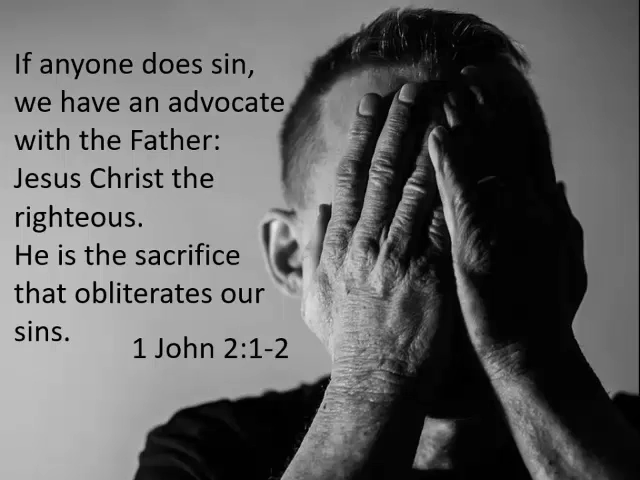 If anyone does sin,
we have an advocate
with the Father:
Jesus Christ the
righteous.
He is the sacrifice
that obliterates our
sins.
1 John 2:1-2